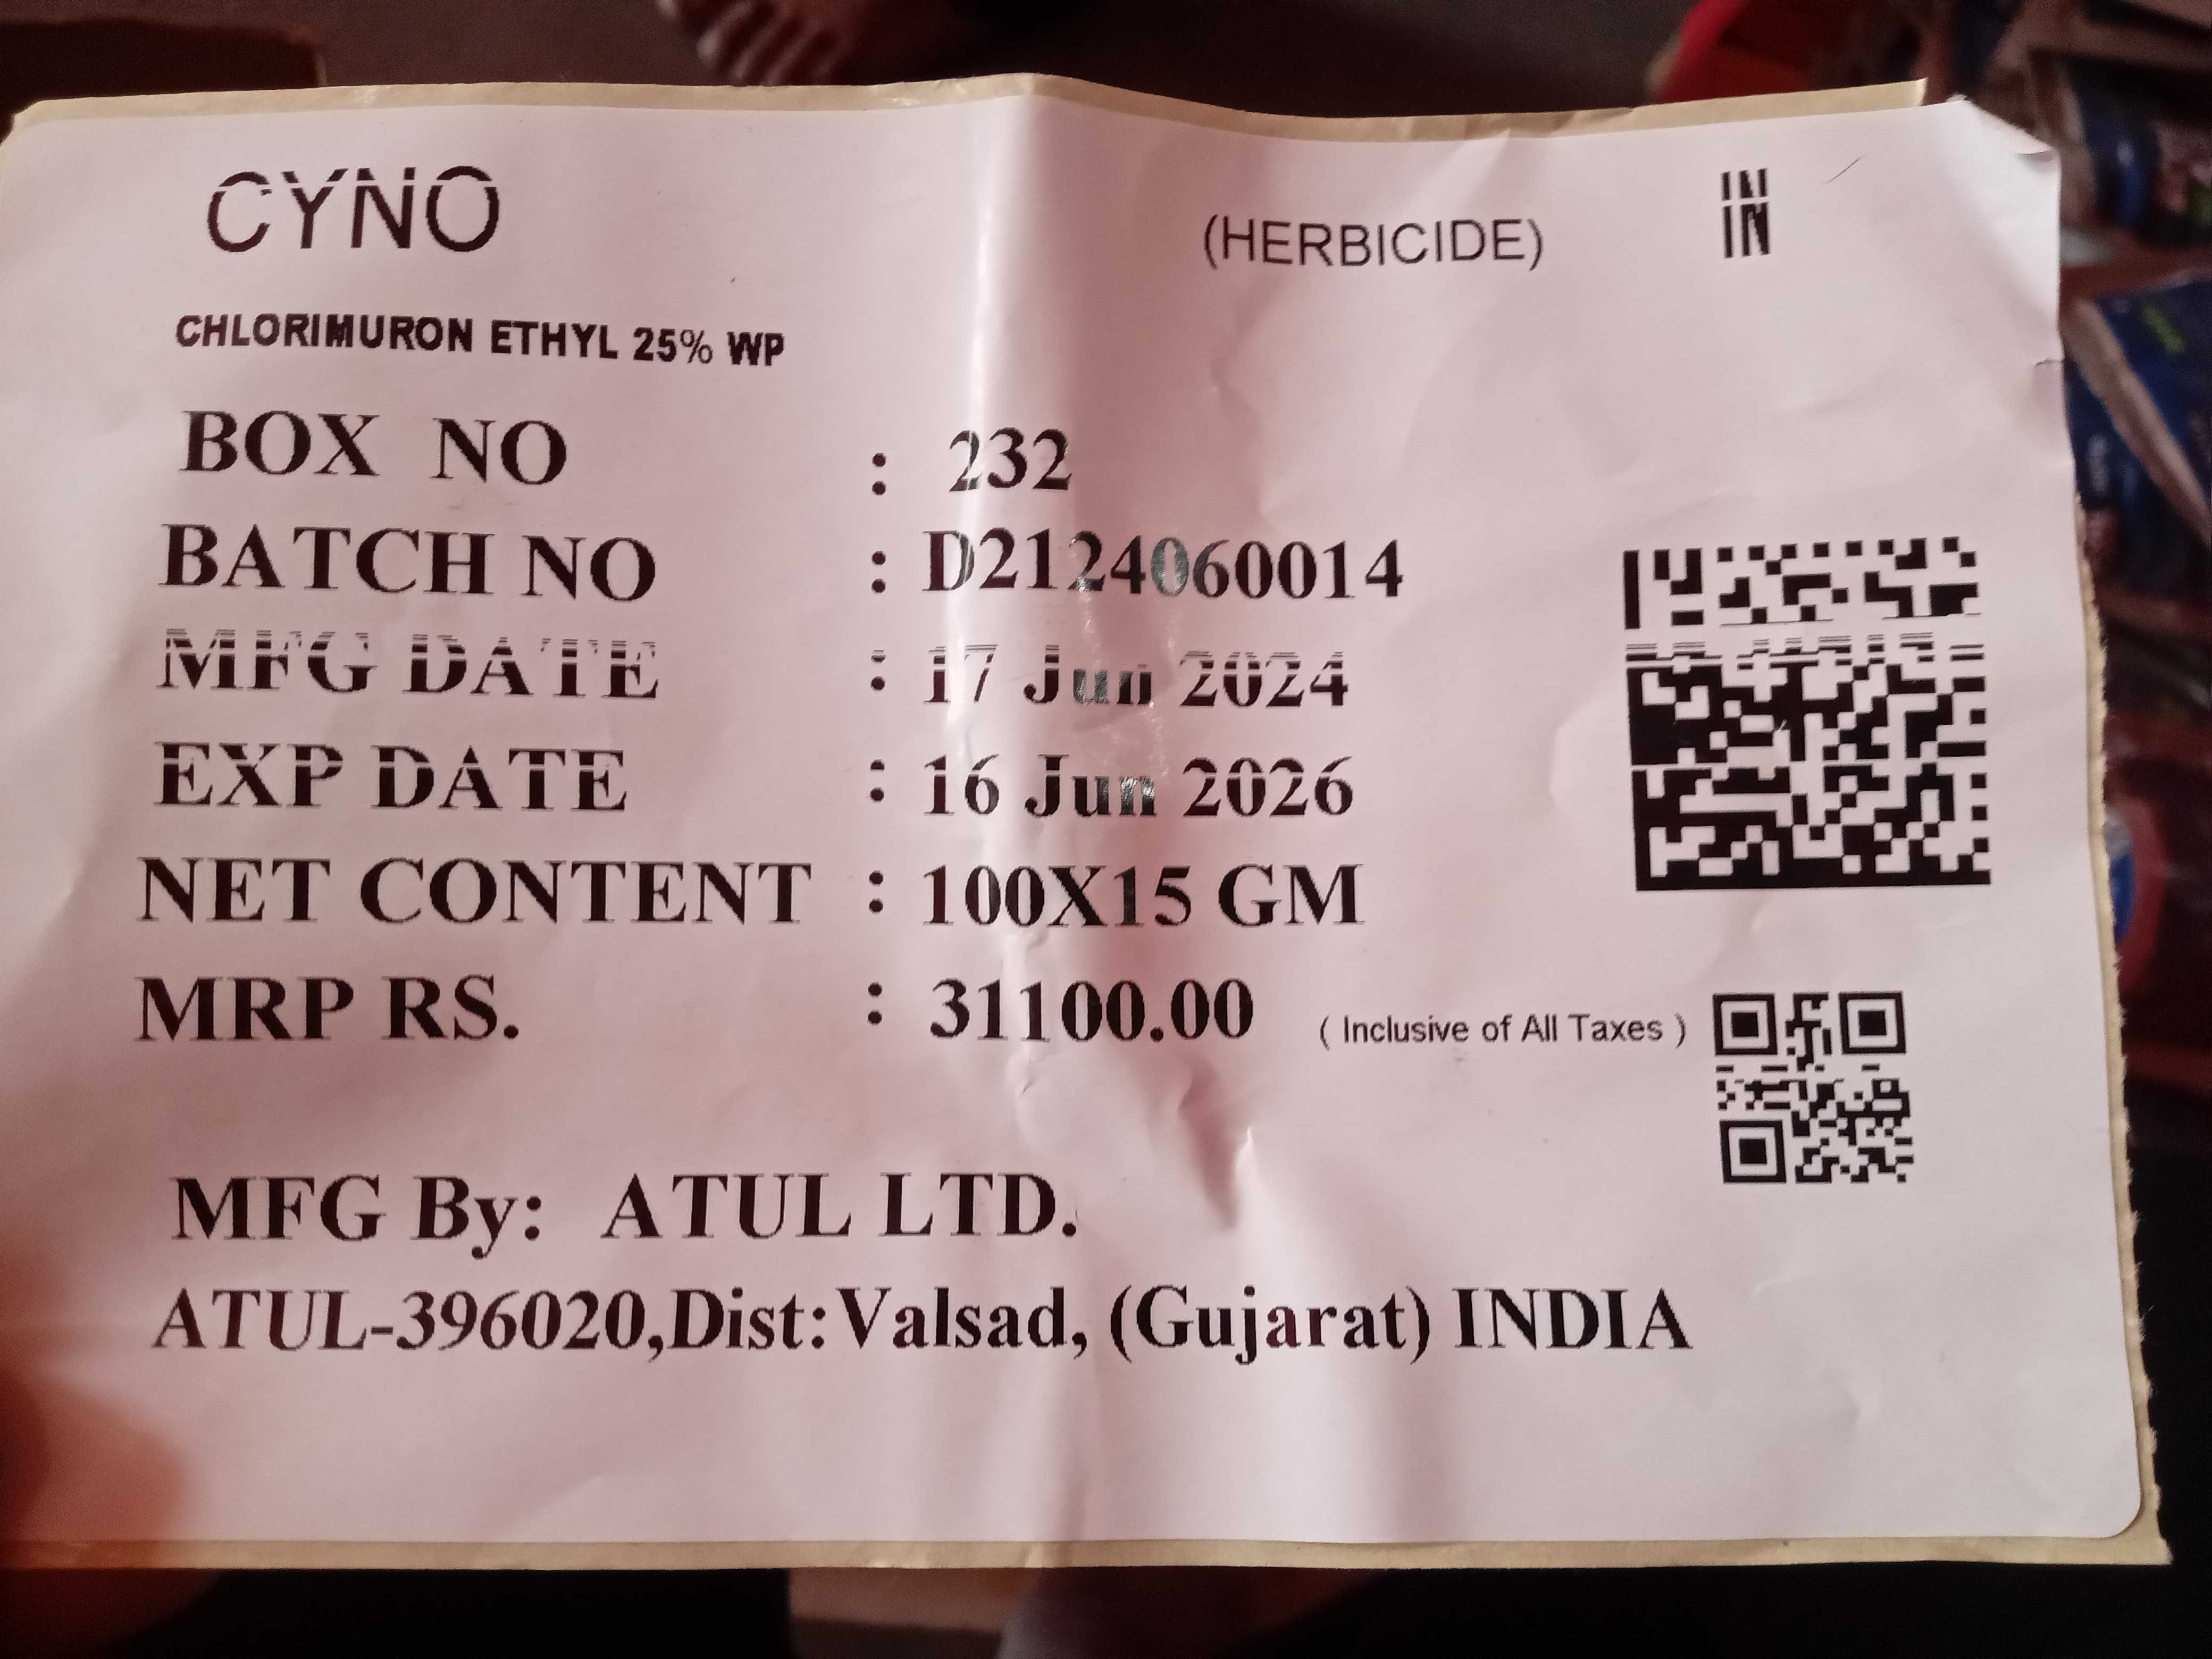 CYNO (HERBICIDE) IN
IN
CHLORIMURON ETHYL 25% WP
BOX NO : 232
BATCH NO : D2124060014
MFG DATE : 17 Jun 2024
EXP DATE : 16 Jun 2026
NET CONTENT : 100X15 GM
MRP RS. : 31100.00 ( Inclusive of All Taxes )
MFG By: ATUL LTD.
ATUL-396020,Dist:Valsad, (Gujarat) INDIA